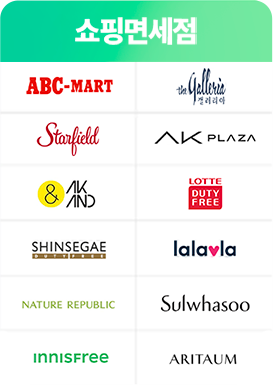 쇼핑면세점
ABC-MART
the Galleria
갤러리아
Starfield
AK PLAZA
& AK
AND
LOTTE
DUTY
FREE
SHINSEGAE
DUTY FREE
lalavla
NATURE REPUBLIC
Sulwhasoo
innisfree
ARITAUM